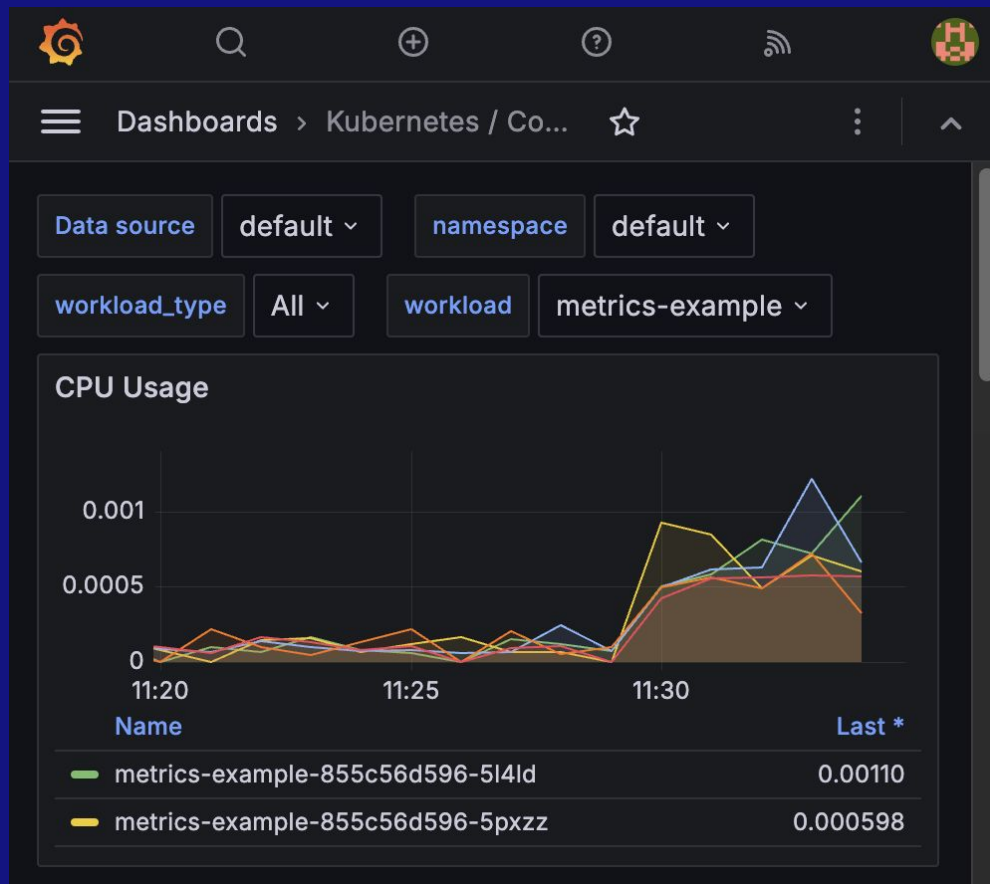 Dashboards > Kubernetes / Co...
Data source default namespace default
workload_type All workload metrics-example
CPU Usage
0.001
0.0005
0
11:20 11:25 11:30
Name Last *
metrics-example-855c56d596-5l4ld 0.00110
metrics-example-855c56d596-5pxzz 0.000598